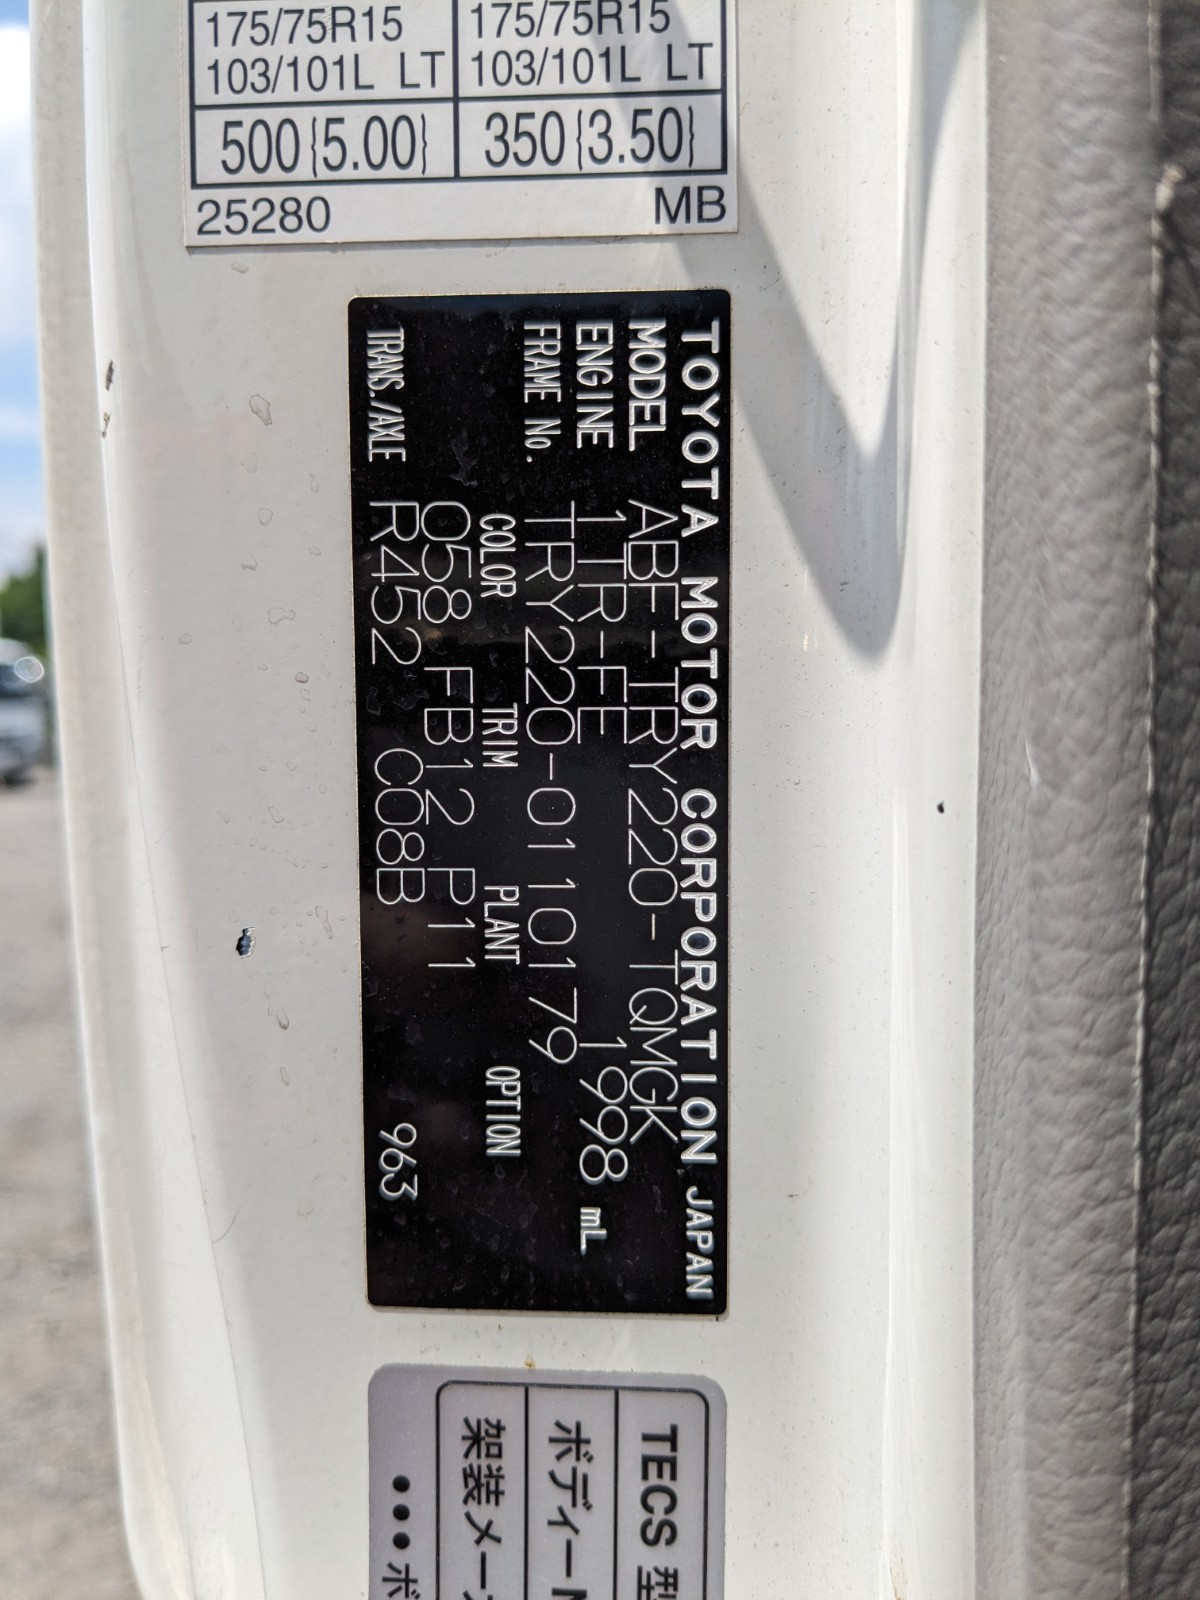 175/75R15 175/75R15
103/101L LT 103/101L LT
500{5.00} 350{3.50}
25280 MB
TOYOTA MOTOR CORPORATION JAPAN
MODEL ABF-TRY220-TQMGK
ENGINE 1TR-FE 1998 mL
FRAME No. TRY220-0110179
COLOR TRIM PLANT OPTION
058 FB12 P11
TRANS./AXLE R452 C08B 963
TECS 型
ボディーN
架装メー
●●●ボ